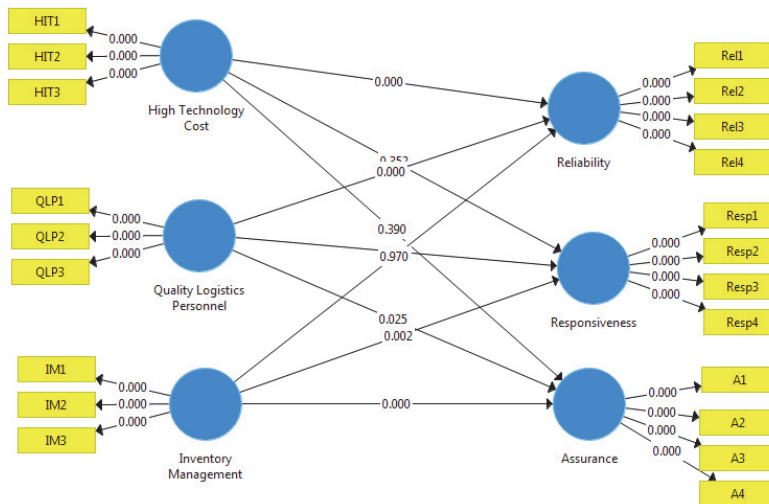 HIT1
HIT2
HIT3
0.000
0.000
0.000
High Technology
Cost
QLP1
QLP2
QLP3
0.000
0.000
0.000
Quality Logistics
Personnel
IM1
IM2
IM3
0.000
0.000
0.000
Inventory
Management
0.000
0.000
0.390
0.970
0.025
0.002
0.000
Reliability
0.000
0.000
0.000
0.000
Rel1
Rel2
Rel3
Rel4
Responsiveness
0.000
0.000
0.000
0.000
Resp1
Resp2
Resp3
Resp4
Assurance
0.000
0.000
0.000
0.000
A1
A2
A3
A4